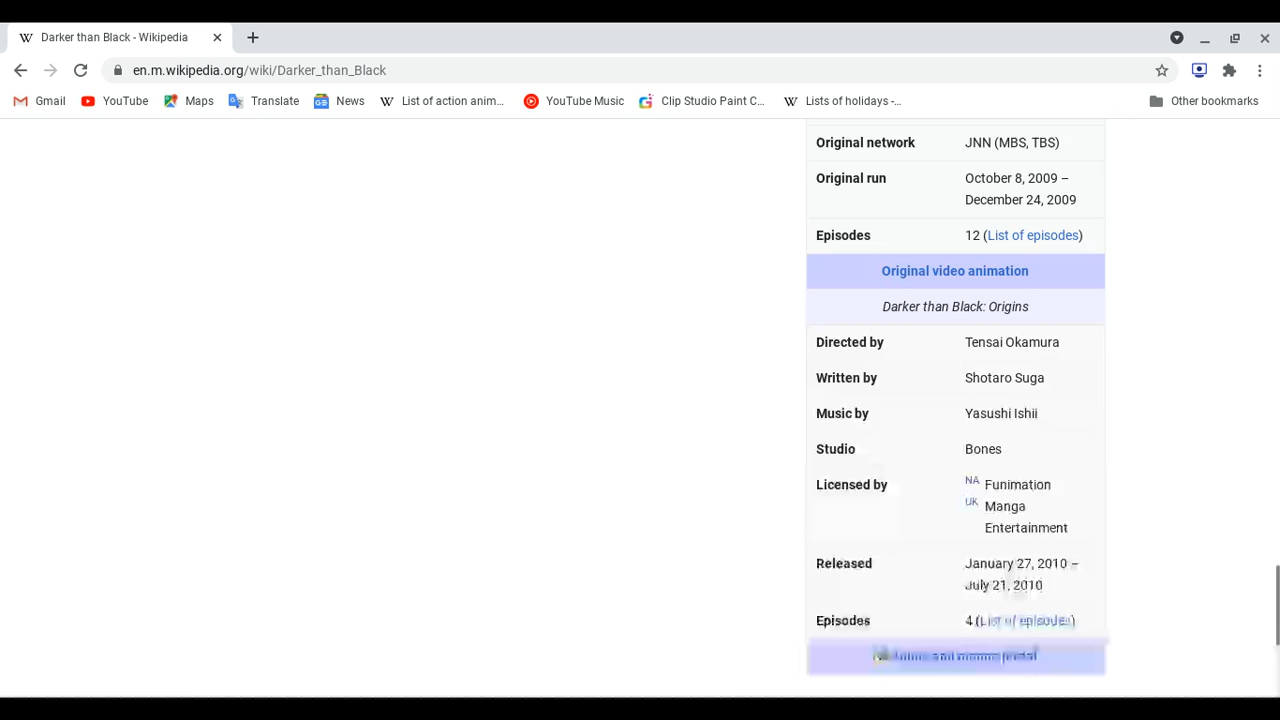 Darker than Black - Wikipedia
en.m.wikipedia.org/wiki/Darker_than_Black
Gmail YouTube Maps Translate News List of action anim... YouTube Music Clip Studio Paint C... Lists of holidays -... Other bookmarks
Original network JNN (MBS, TBS)
Original run October 8, 2009 –
December 24, 2009
Episodes 12 (List of episodes)
Original video animation
Darker than Black: Origins
Directed by Tensai Okamura
Written by Shotaro Suga
Music by Yasushi Ishii
Studio Bones
Licensed by NA Funimation
UK Manga
Entertainment
Released January 27, 2010 –
July 21, 2010
Episodes 4 (List of episodes)